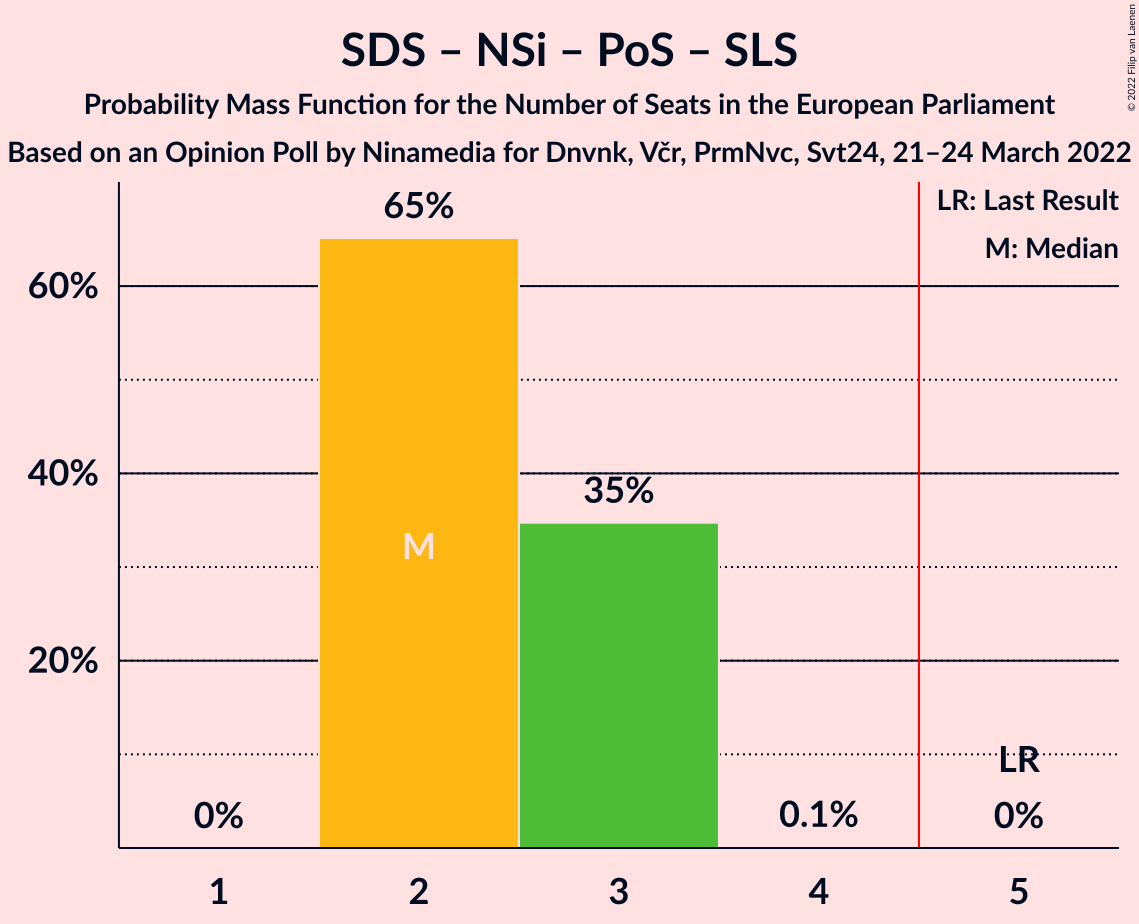 SDS – NSi – PoS – SLS
Probability Mass Function for the Number of Seats in the European Parliament
Based on an Opinion Poll by Ninamedia for Dnvnk, Včr, PrmNvc, Svt24, 21–24 March 2022
© 2022 Filip van Laenen
LR: Last Result
M: Median
65%
60%
40%
35%
M
20%
LR
0%
0.1%
0%
1
2
3
4
5